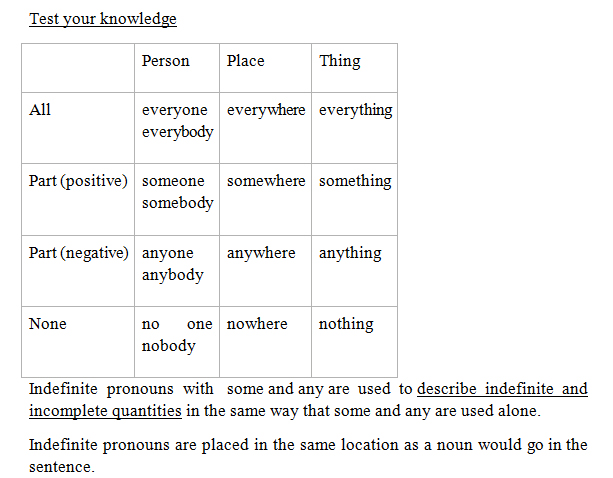 Test your knowledge
Person Place Thing
All everyone everywhere everything
everybody
Part (positive) someone somewhere something
somebody
Part (negative) anyone anywhere anything
anybody
None no one nowhere nothing
nobody
Indefinite pronouns with some and any are used to describe indefinite and
incomplete quantities in the same way that some and any are used alone.
Indefinite pronouns are placed in the same location as a noun would go in the
sentence.